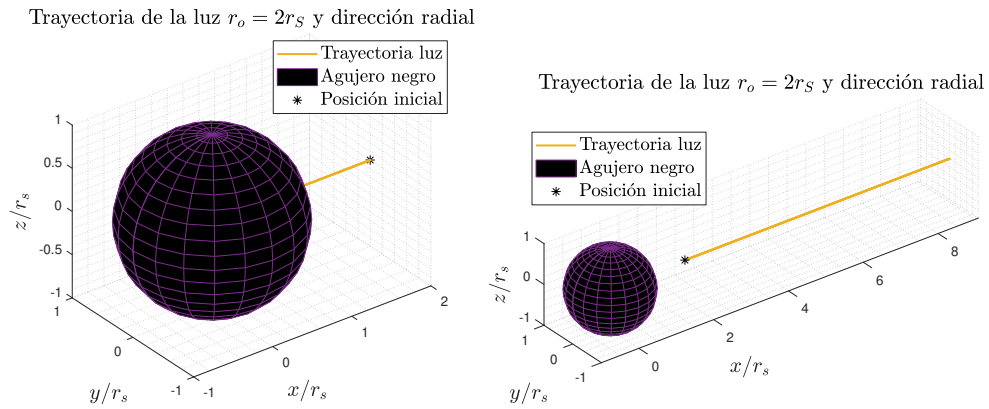 Trayectoria de la luz r_o = 2r_S y dirección radial
Trayectoria luz
Agujero negro
Posición inicial
1
0.5
0
-0.5
-1
z/r_s
1
0
-1
y/r_s
-1
0
1
2
x/r_s
Trayectoria de la luz r_o = 2r_S y dirección radial
Trayectoria luz
Agujero negro
Posición inicial
1
0
-1
z/r_s
1
0
-1
y/r_s
0
2
4
6
8
x/r_s